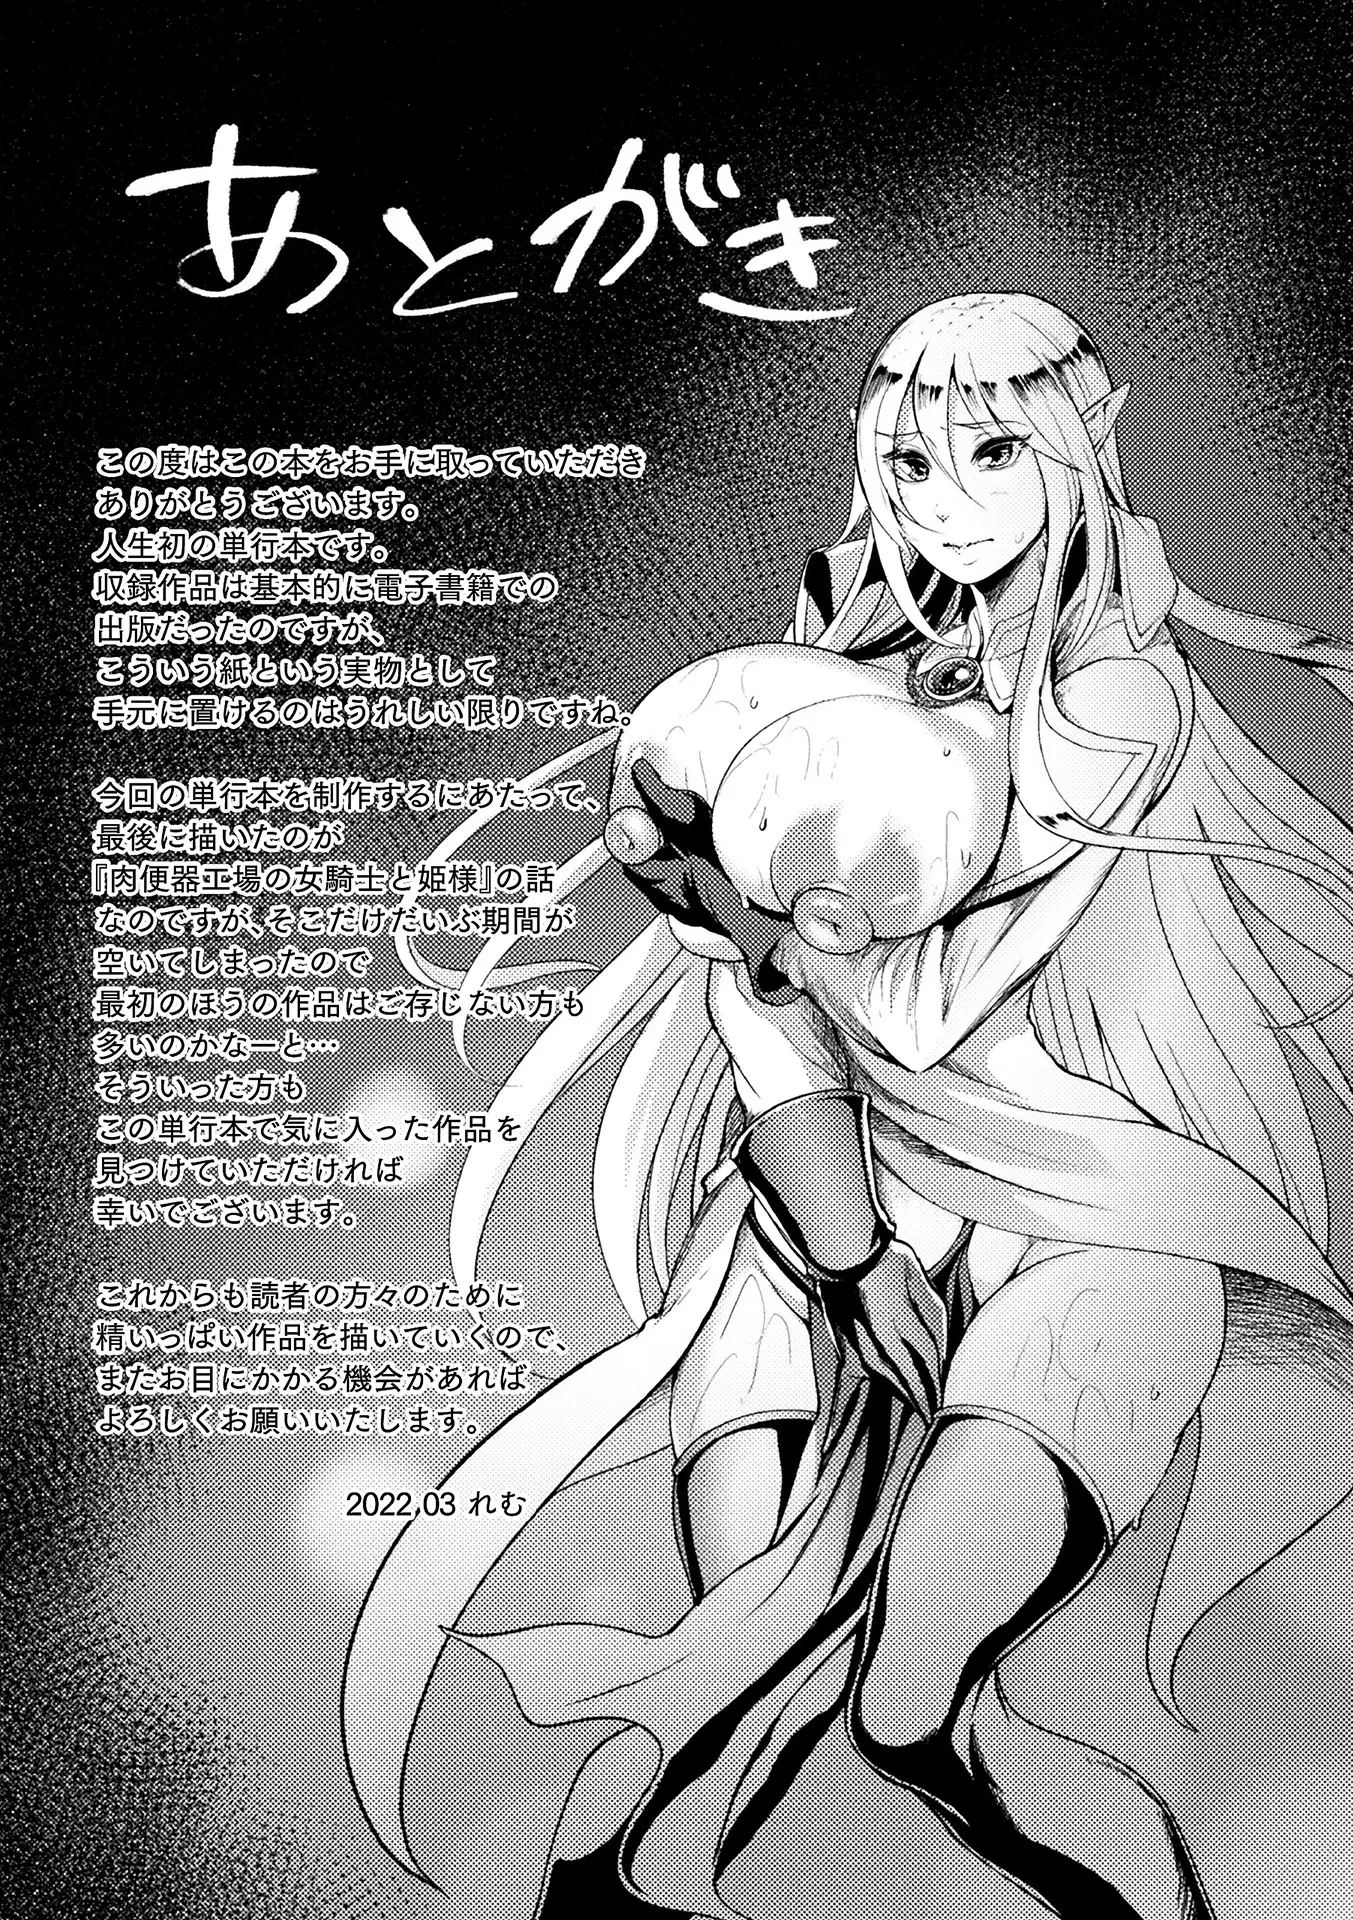 あとがき
この度はこの本をお手に取っていただき
ありがとうございます。
人生初の単行本です。
収録作品は基本的に電子書籍での
出版だったのですが、
こういう紙という実物として
手元に置けるのはうれしい限りですね。
今回の単行本を制作するにあたって、
最後に描いたのが
『肉便器工場の女騎士と姫様』の話
なのですが、そこだけだいぶ期間が
空いてしまったので
最初のほうの作品はご存じない方も
多いのかなーと…
そういった方も
この単行本で気に入った作品を
見つけていただければ
幸いでございます。
これからも読者の方々のために
精いっぱい作品を描いていくので、
またお目にかかる機会があれば
よろしくお願いいたします。
2022.03 れむ